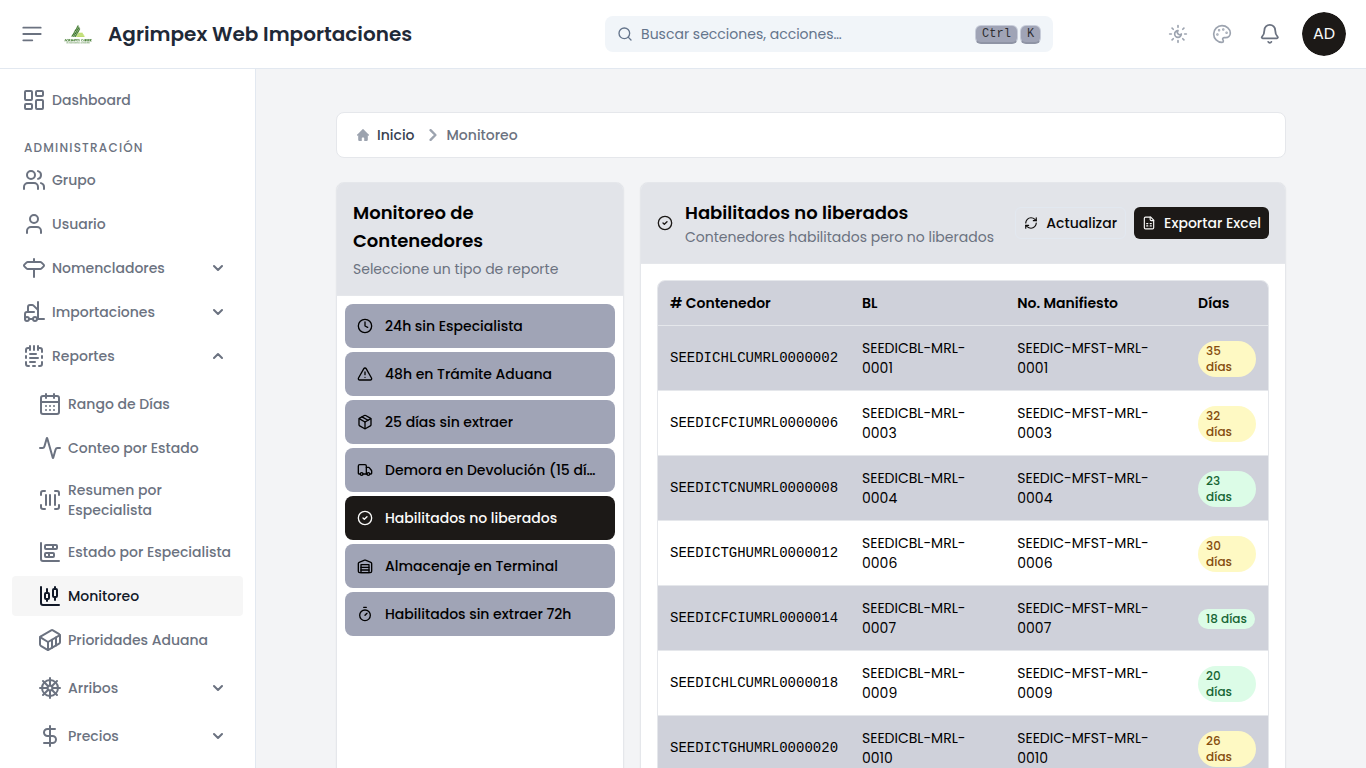 Agrimpex Web Importaciones
Buscar secciones, acciones...
Ctrl K
AD
Dashboard
ADMINISTRACIÓN
Grupo
Usuario
Nomencladores
Importaciones
Reportes
Rango de Días
Conteo por Estado
Resumen por
Especialista
Estado por Especialista
Monitoreo
Prioridades Aduana
Arribos
Precios
Inicio
Monitoreo
Monitoreo de
Contenedores
Seleccione un tipo de reporte
24h sin Especialista
48h en Trámite Aduana
25 días sin extraer
Demora en Devolución (15 dí...
Habilitados no liberados
Almacenaje en Terminal
Habilitados sin extraer 72h
Habilitados no liberados
Contenedores habilitados pero no liberados
Actualizar
Exportar Excel
# Contenedor BL No. Manifiesto Días
SEEDICHLCUMRL0000002 SEEDICBL-MRL-0001 SEEDIC-MFST-MRL-0001 35 días
SEEDICFCIUMRL0000006 SEEDICBL-MRL-0003 SEEDIC-MFST-MRL-0003 32 días
SEEDICTCNUMRL0000008 SEEDICBL-MRL-0004 SEEDIC-MFST-MRL-0004 23 días
SEEDICTGHUMRL0000012 SEEDICBL-MRL-0006 SEEDIC-MFST-MRL-0006 30 días
SEEDICFCIUMRL0000014 SEEDICBL-MRL-0007 SEEDIC-MFST-MRL-0007 18 días
SEEDICHLCUMRL0000018 SEEDICBL-MRL-0009 SEEDIC-MFST-MRL-0009 20 días
SEEDICTGHUMRL0000020 SEEDICBL-MRL-0010 SEEDIC-MFST-MRL-0010 26 días